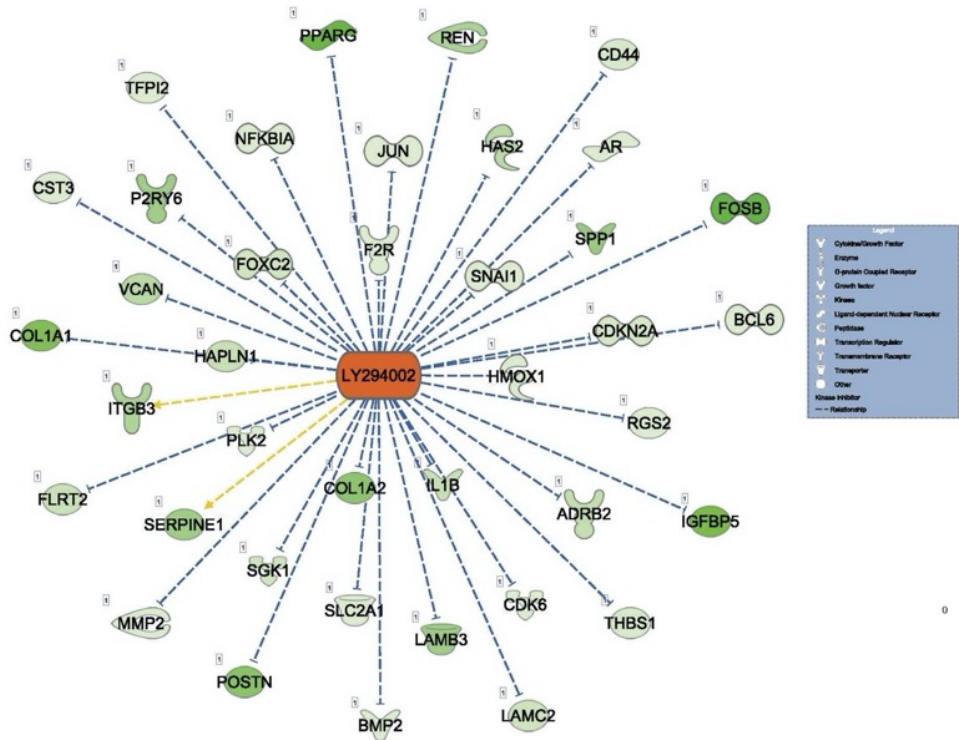 PPARG
REN
CD44
TFPI2
NFKBIA
JUN
HAS2
AR
CST3
P2RY6
FOSB
F2R
SPP1
FOXC2
SNAI1
VCAN
COL1A1
HAPLN1
CDKN2A
BCL6
LY294002
HMOX1
ITGB3
RGS2
PLK2
FLRT2
COL1A2
IL1B
SERPINE1
ADRB2
IGFBP5
SGK1
SLC2A1
CDK6
MMP2
LAMB3
THBS1
POSTN
BMP2
LAMC2
Legend
Cytokine/Growth Factor
Enzyme
G-protein Coupled Receptor
Growth factor
Kinase
Ligand-dependent Nuclear Receptor
Peptidase
Transcription Regulator
Transmembrane Receptor
Transporter
Other
Kinase Inhibitor
Relationship
0